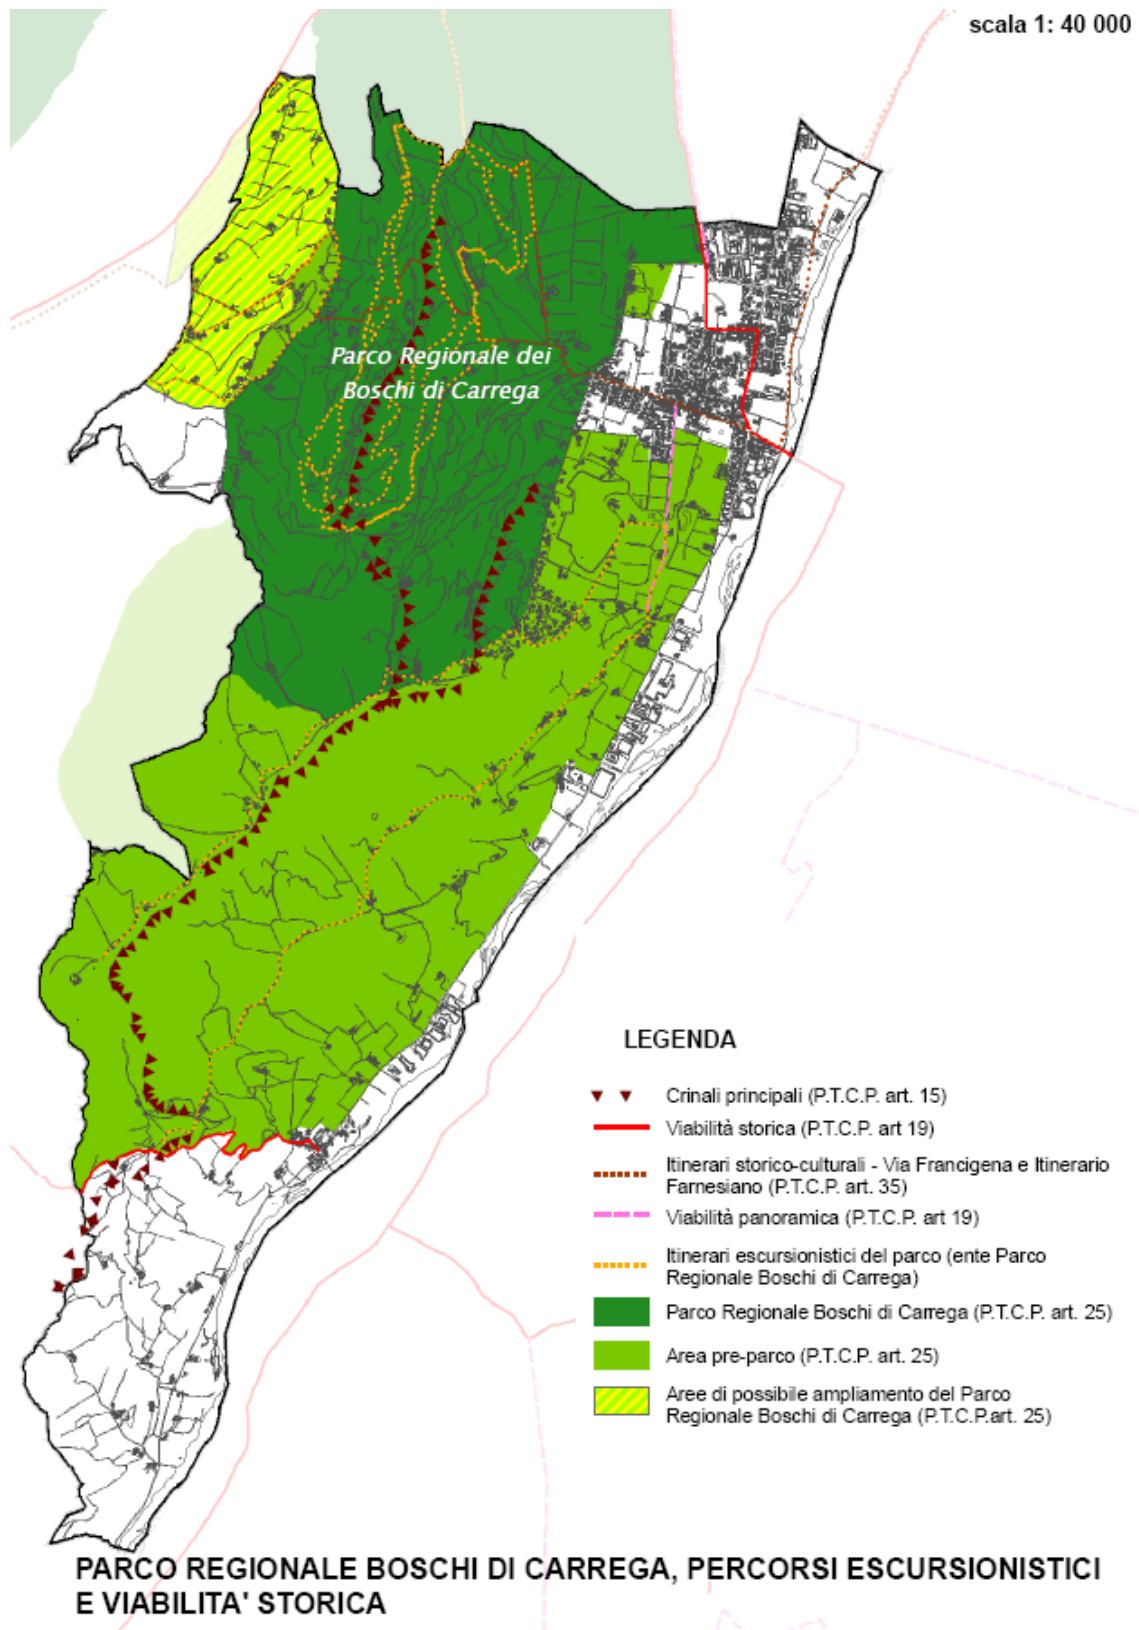 scala 1: 40 000
Parco Regionale dei
Boschi di Carrega
LEGENDA
Crinali principali (P.T.C.P. art. 15)
Viabilità storica (P.T.C.P. art 19)
Itinerari storico-culturali - Via Francigena e Itinerario
Farnesiano (P.T.C.P. art. 35)
Viabilità panoramica (P.T.C.P. art 19)
Itinerari escursionistici del parco (ente Parco
Regionale Boschi di Carrega)
Parco Regionale Boschi di Carrega (P.T.C.P. art. 25)
Area pre-parco (P.T.C.P. art. 25)
Aree di possibile ampliamento del Parco
Regionale Boschi di Carrega (P.T.C.P.art. 25)
PARCO REGIONALE BOSCHI DI CARREGA, PERCORSI ESCURSIONISTICI
E VIABILITA' STORICA